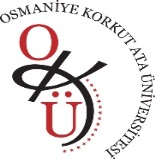 OSMANİYE KORKUT ATA ÜNİVERSİTESİ
OKÜ